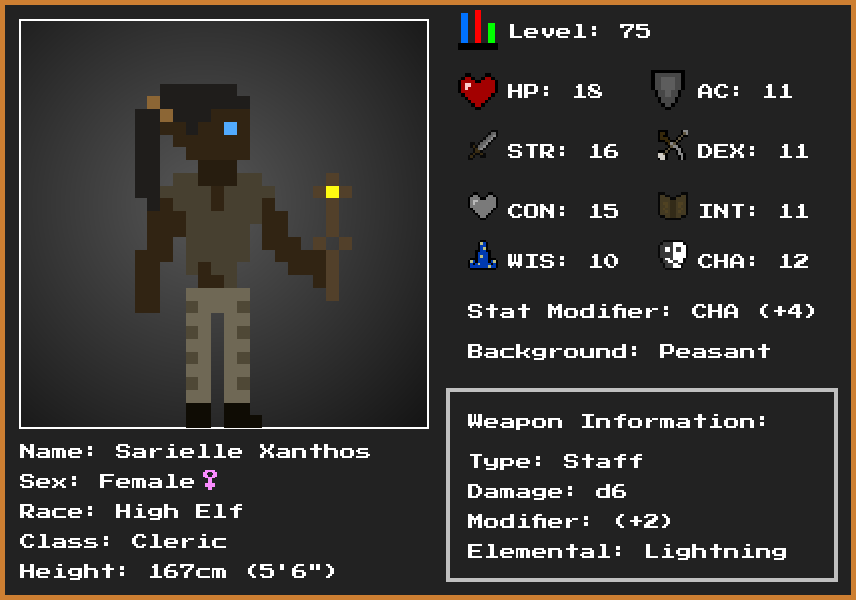 Level: 75
HP: 18 AC: 11
STR: 16 DEX: 11
CON: 15 INT: 11
WIS: 10 CHA: 12
Stat Modifier: CHA (+4)
Background: Peasant
Weapon Information:
Type: Staff
Damage: d6
Modifier: (+2)
Elemental: Lightning
Name: Sarielle Xanthos
Sex: Female♀
Race: High Elf
Class: Cleric
Height: 167cm (5'6")